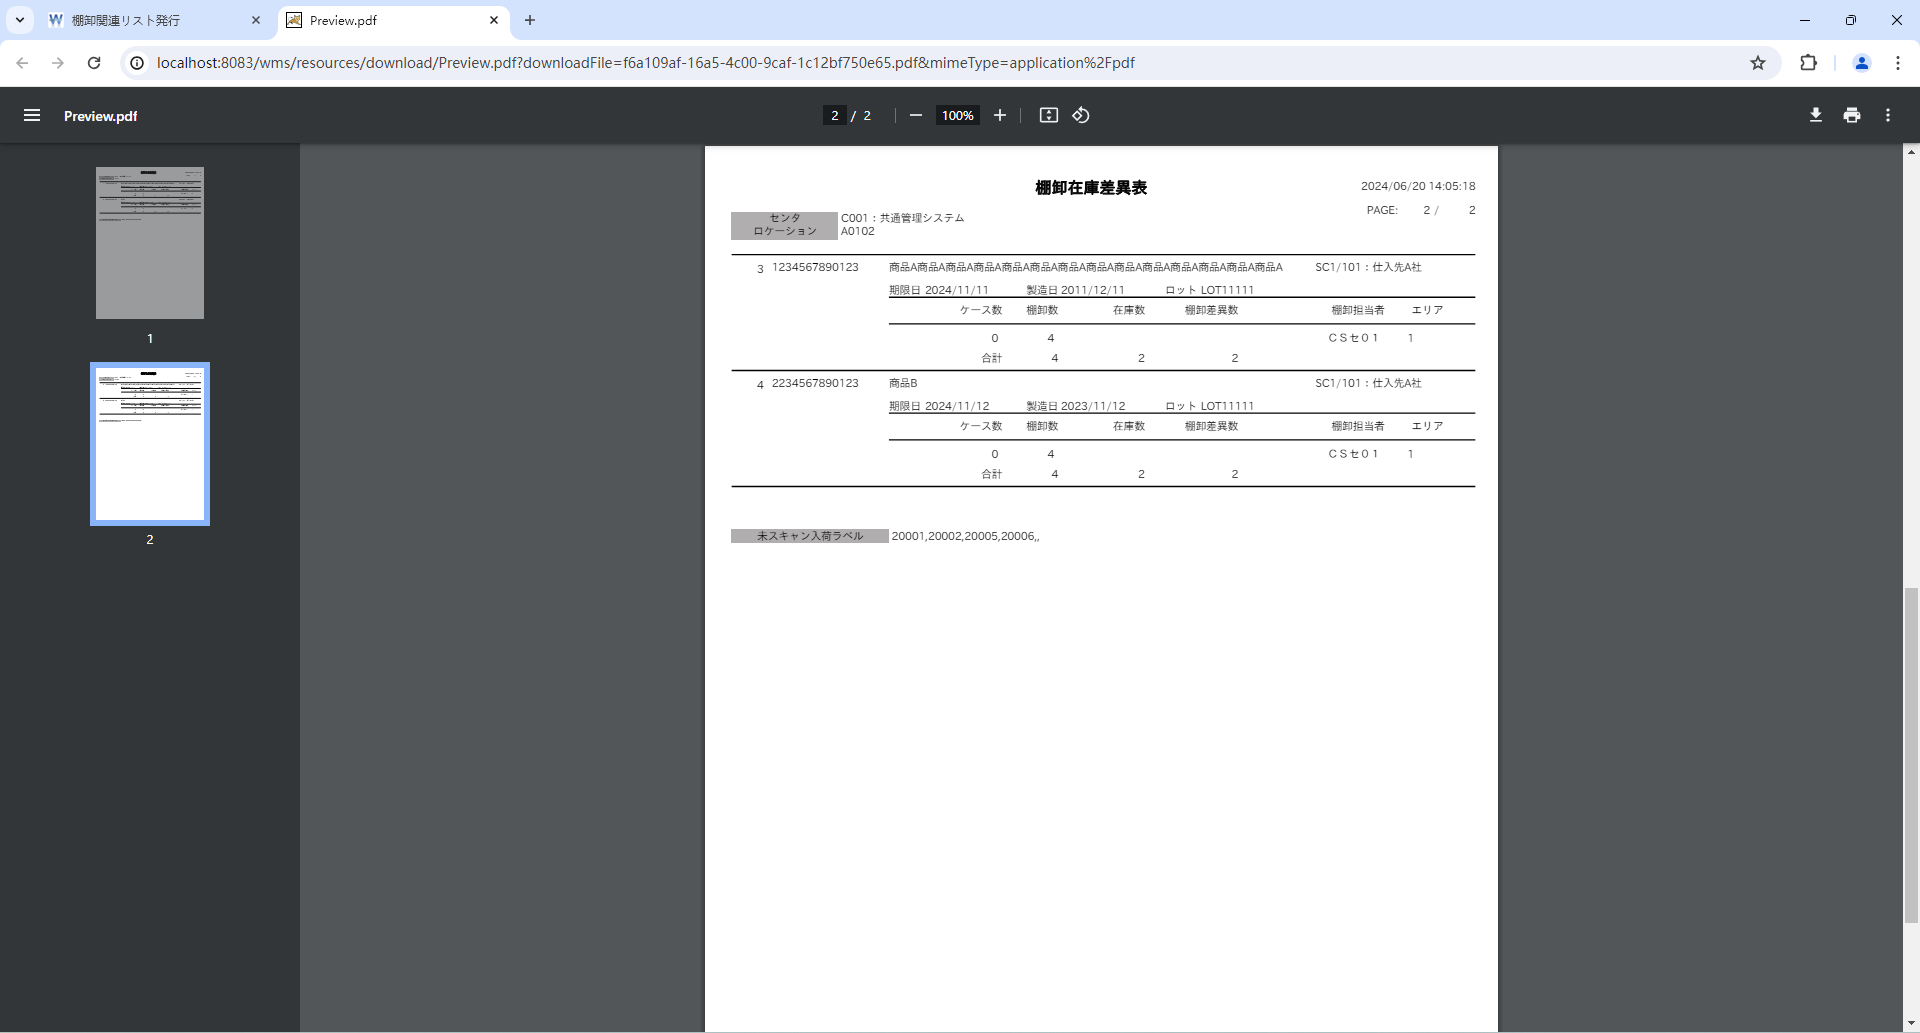 棚卸関連リスト発行
Preview.pdf
localhost:8083/wms/resources/download/Preview.pdf?downloadFile=f6a109af-16a5-4c00-9caf-1c12bf750e65.pdf&mimeType=application%2Fpdf
Preview.pdf
2 / 2
100%
1
2
棚卸在庫差異表
2024/06/20 14:05:18
PAGE: 2 / 2
センタ C001：共通管理システム
ロケーション A0102
3 1234567890123 商品A商品A商品A商品A商品A商品A商品A商品A商品A商品A商品A商品A商品A商品A SC1/101：仕入先A社
期限日 2024/11/11 製造日 2011/12/11 ロット LOT11111
ケース数 棚卸数 在庫数 棚卸差異数 棚卸担当者 エリア
0 4 ＣＳセ０１ 1
合計 4 2 2
4 2234567890123 商品B SC1/101：仕入先A社
期限日 2024/11/12 製造日 2023/11/12 ロット LOT11111
ケース数 棚卸数 在庫数 棚卸差異数 棚卸担当者 エリア
0 4 ＣＳセ０１ 1
合計 4 2 2
未スキャン入荷ラベル 20001,20002,20005,20006,,